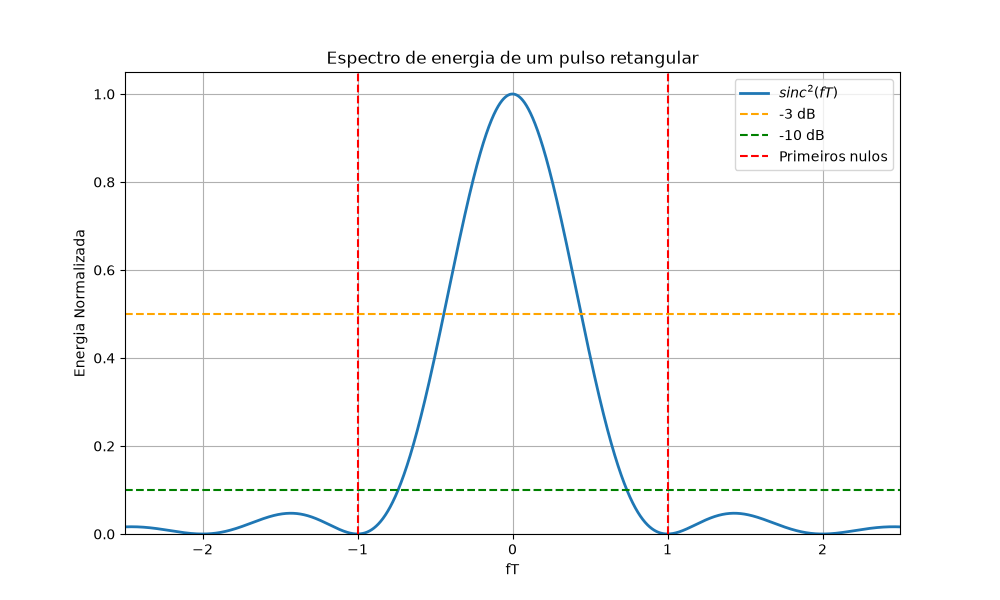 Espectro de energia de um pulso retangular
sinc²(fT)
-3 dB
-10 dB
Primeiros nulos
Energia Normalizada
1.0
0.8
0.6
0.4
0.2
0.0
−2
−1
0
1
2
fT